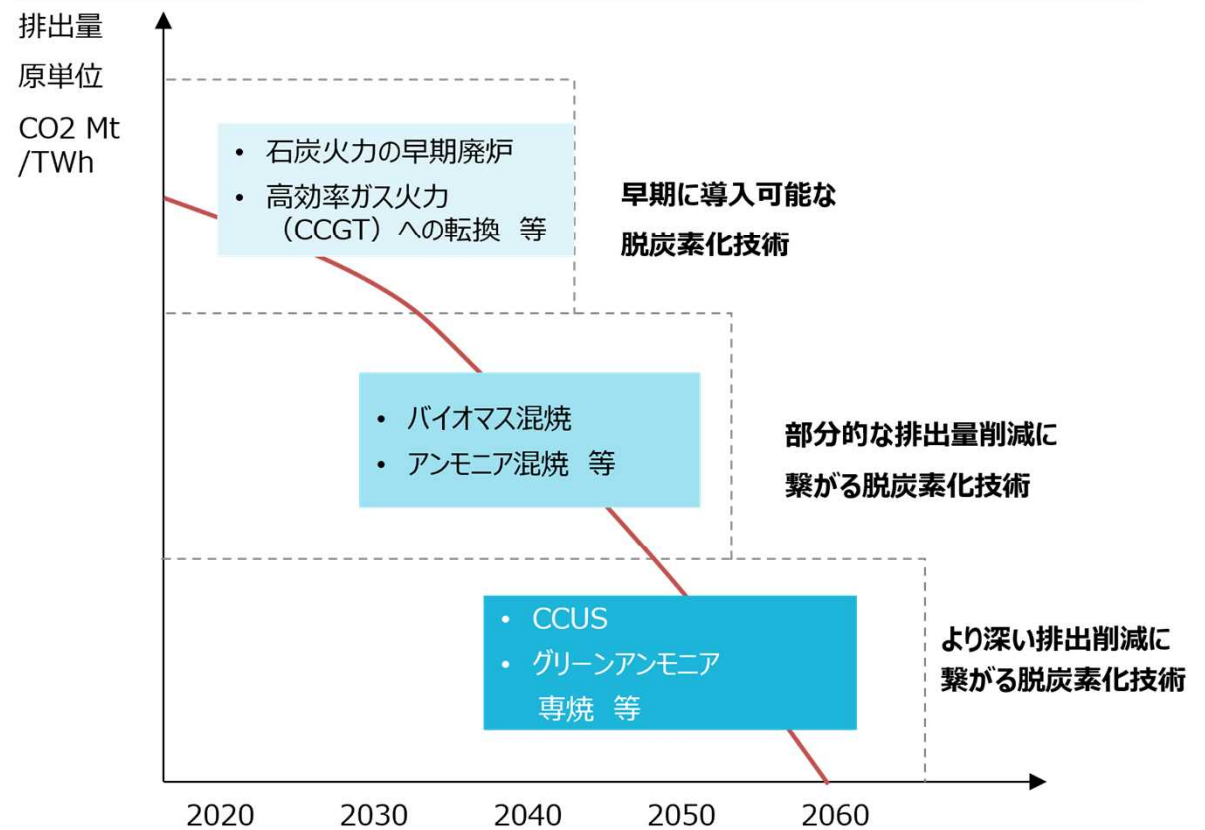 排出量
原単位
CO2 Mt
/TWh
• 石炭火力の早期廃炉
• 高効率ガス火力
（CCGT）への転換 等
早期に導入可能な
脱炭素化技術
• バイオマス混焼
• アンモニア混焼 等
部分的な排出量削減に
繋がる脱炭素化技術
• CCUS
• グリーンアンモニア
専焼 等
より深い排出削減に
繋がる脱炭素化技術
2020 2030 2040 2050 2060